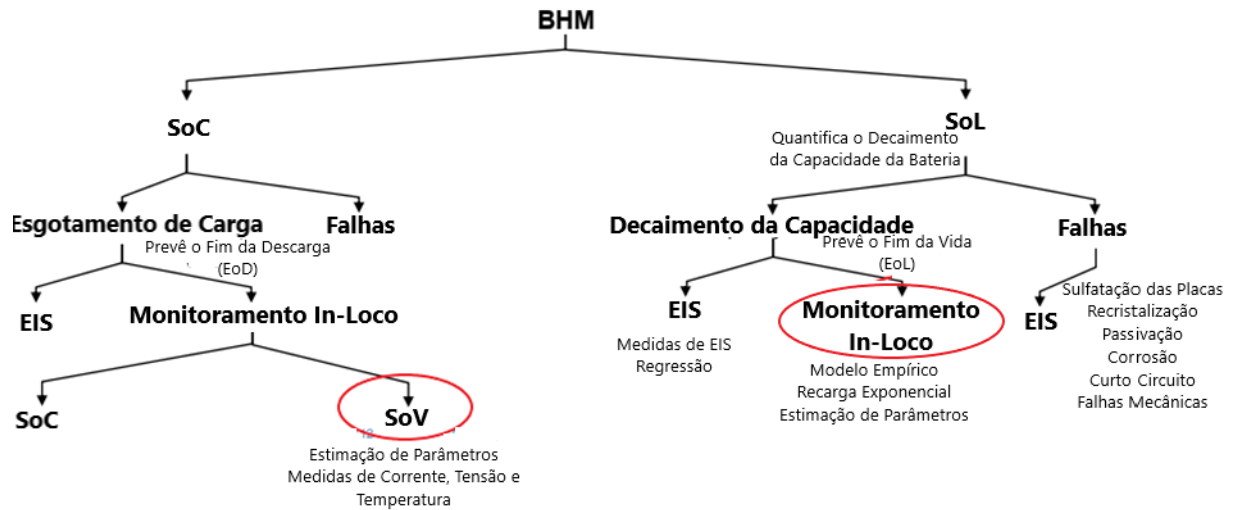 BHM
SoC
SoL
Quantifica o Decaimento
da Capacidade da Bateria
Esgotamento de Carga
Falhas
Prevê o Fim da Descarga
(EoD)
Decaimento da Capacidade
Falhas
Prevê o Fim da Vida
(EoL)
EIS
Monitoramento In-Loco
EIS
Medidas de EIS
Regressão
Monitoramento
In-Loco
Modelo Empírico
Recarga Exponencial
Estimação de Parâmetros
EIS
Sulfatação das Placas
Recristalização
Passivação
Corrosão
Curto Circuito
Falhas Mecânicas
SoC
SoV
Estimação de Parâmetros
Medidas de Corrente, Tensão e
Temperatura